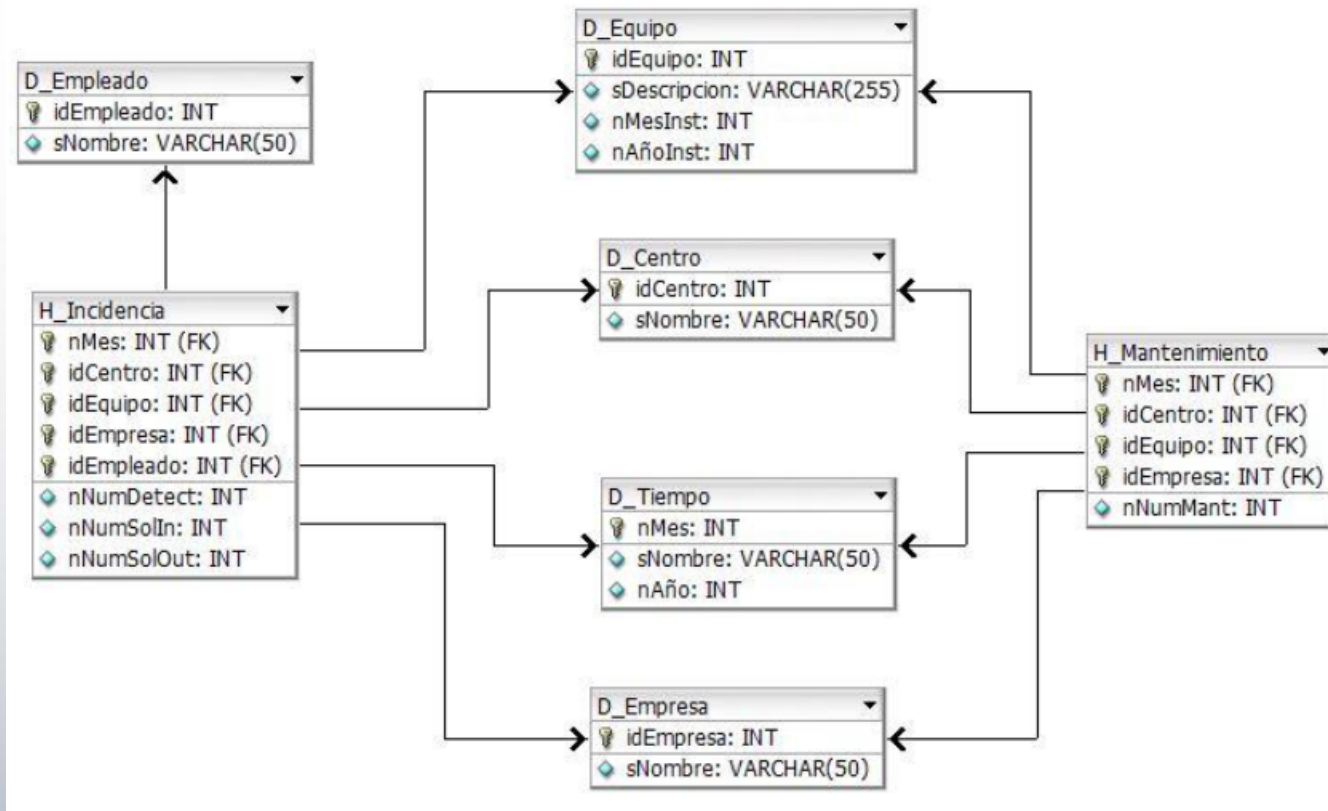 D_Equipo
idEquipo: INT
sDescripcion: VARCHAR(255)
nMesInst: INT
nAñoInst: INT
D_Empleado
idEmpleado: INT
sNombre: VARCHAR(50)
D_Centro
idCentro: INT
sNombre: VARCHAR(50)
H_Incidencia
nMes: INT (FK)
idCentro: INT (FK)
idEquipo: INT (FK)
idEmpresa: INT (FK)
idEmpleado: INT (FK)
nNumDetect: INT
nNumSolIn: INT
nNumSolOut: INT
H_Mantenimiento
nMes: INT (FK)
idCentro: INT (FK)
idEquipo: INT (FK)
idEmpresa: INT (FK)
nNumMant: INT
D_Tiempo
nMes: INT
sNombre: VARCHAR(50)
nAño: INT
D_Empresa
idEmpresa: INT
sNombre: VARCHAR(50)